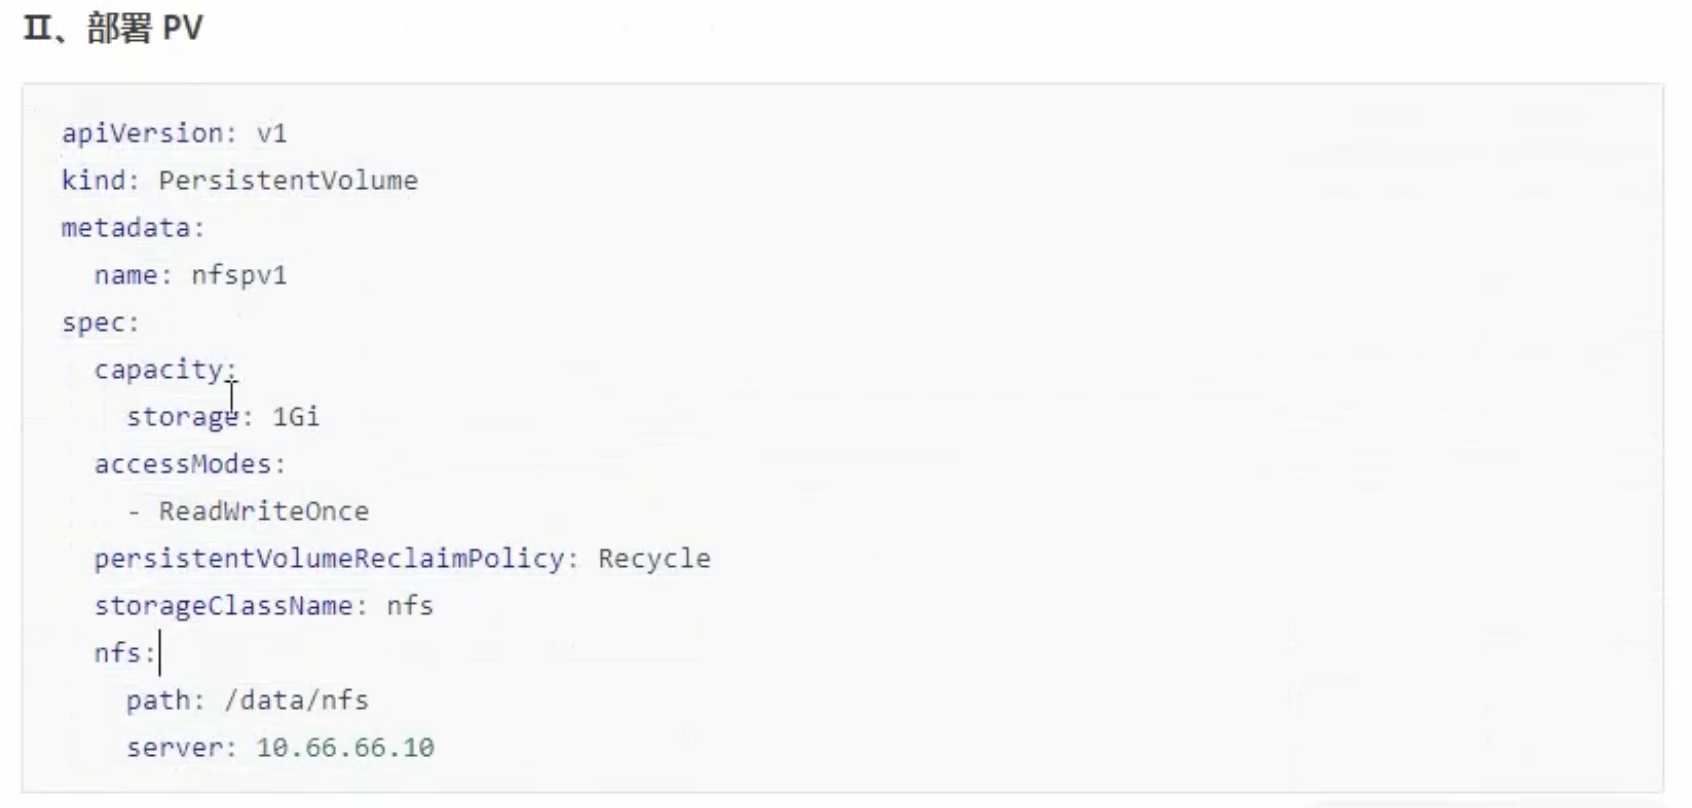 II、部署 PV
apiVersion: v1
kind: PersistentVolume
metadata:
  name: nfspv1
spec:
  capacity:
    storage: 1Gi
  accessModes:
    - ReadWriteOnce
  persistentVolumeReclaimPolicy: Recycle
  storageClassName: nfs
  nfs:
    path: /data/nfs
    server: 10.66.66.10